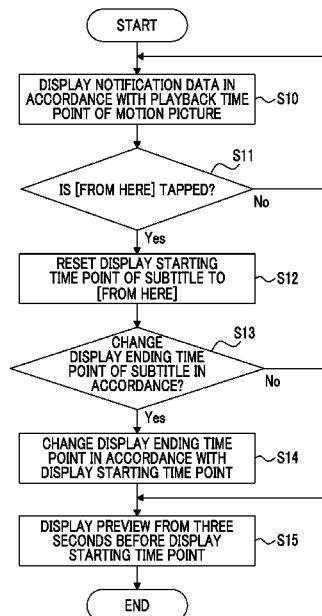 START
DISPLAY NOTIFICATION DATA IN
ACCORDANCE WITH PLAYBACK TIME
POINT OF MOTION PICTURE
S10
IS [FROM HERE] TAPPED?
S11
No
Yes
RESET DISPLAY STARTING
TIME POINT OF SUBTITLE TO
[FROM HERE]
S12
CHANGE
DISPLAY ENDING TIME
POINT OF SUBTITLE IN
ACCORDANCE?
S13
No
Yes
CHANGE DISPLAY ENDING TIME
POINT IN ACCORDANCE WITH
DISPLAY STARTING TIME POINT
S14
DISPLAY PREVIEW FROM THREE
SECONDS BEFORE DISPLAY
STARTING TIME POINT
S15
END